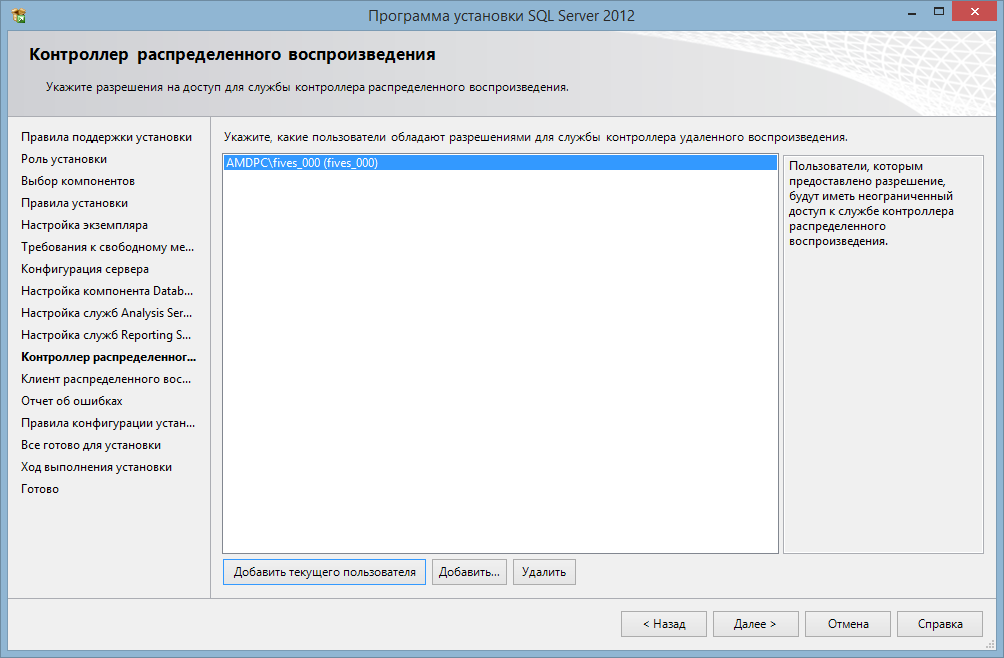 Программа установки SQL Server 2012
Контроллер распределенного воспроизведения
Укажите разрешения на доступ для службы контроллера распределенного воспроизведения.
Правила поддержки установки
Роль установки
Выбор компонентов
Правила установки
Настройка экземпляра
Требования к свободному ме...
Конфигурация сервера
Настройка компонента Datab...
Настройка служб Analysis Ser...
Настройка служб Reporting S...
Контроллер распределенног...
Клиент распределенного вос...
Отчет об ошибках
Правила конфигурации устан...
Все готово для установки
Ход выполнения установки
Готово
Укажите, какие пользователи обладают разрешениями для службы контроллера удаленного воспроизведения.
AMDPC\fives_000 (fives_000)
Пользователи, которым
предоставлено разрешение,
будут иметь неограниченный
доступ к службе контроллера
распределенного
воспроизведения.
Добавить текущего пользователя
Добавить...
Удалить
< Назад
Далее >
Отмена
Справка